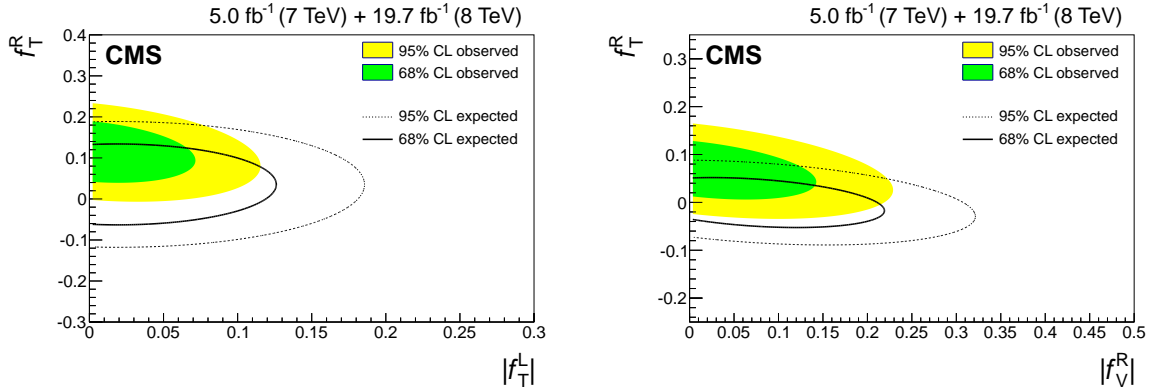 5.0 fb⁻¹ (7 TeV) + 19.7 fb⁻¹ (8 TeV)
f_T^R
CMS
95% CL observed
68% CL observed
95% CL expected
68% CL expected
0.4
0.3
0.2
0.1
0
-0.1
-0.2
-0.3
0 0.05 0.1 0.15 0.2 0.25 0.3
|f_T^L|
5.0 fb⁻¹ (7 TeV) + 19.7 fb⁻¹ (8 TeV)
f_T^R
CMS
95% CL observed
68% CL observed
95% CL expected
68% CL expected
0.3
0.2
0.1
0
-0.1
-0.2
0 0.05 0.1 0.15 0.2 0.25 0.3 0.35 0.4 0.45 0.5
|f_V^R|